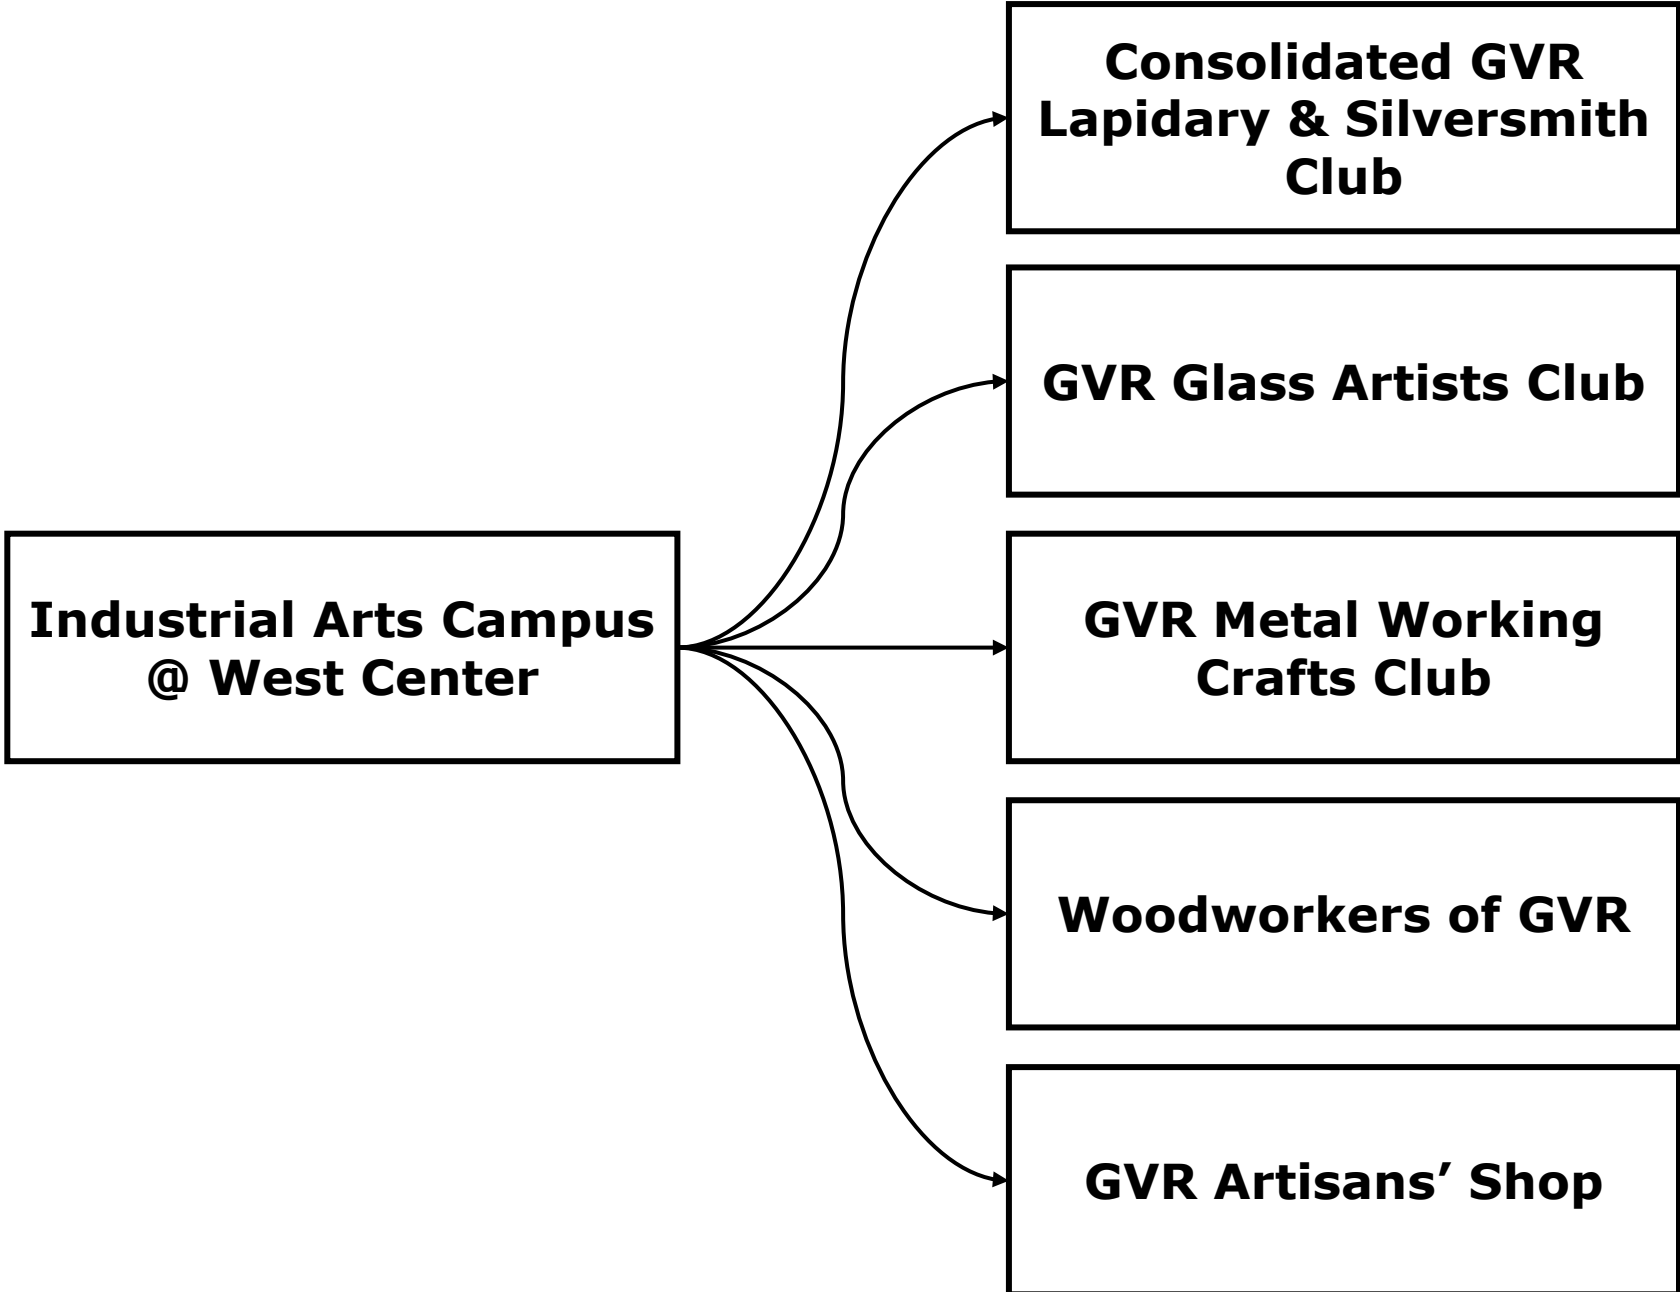 Consolidated GVR
Lapidary & Silversmith
Club
GVR Glass Artists Club
Industrial Arts Campus
@ West Center
GVR Metal Working
Crafts Club
Woodworkers of GVR
GVR Artisans’ Shop